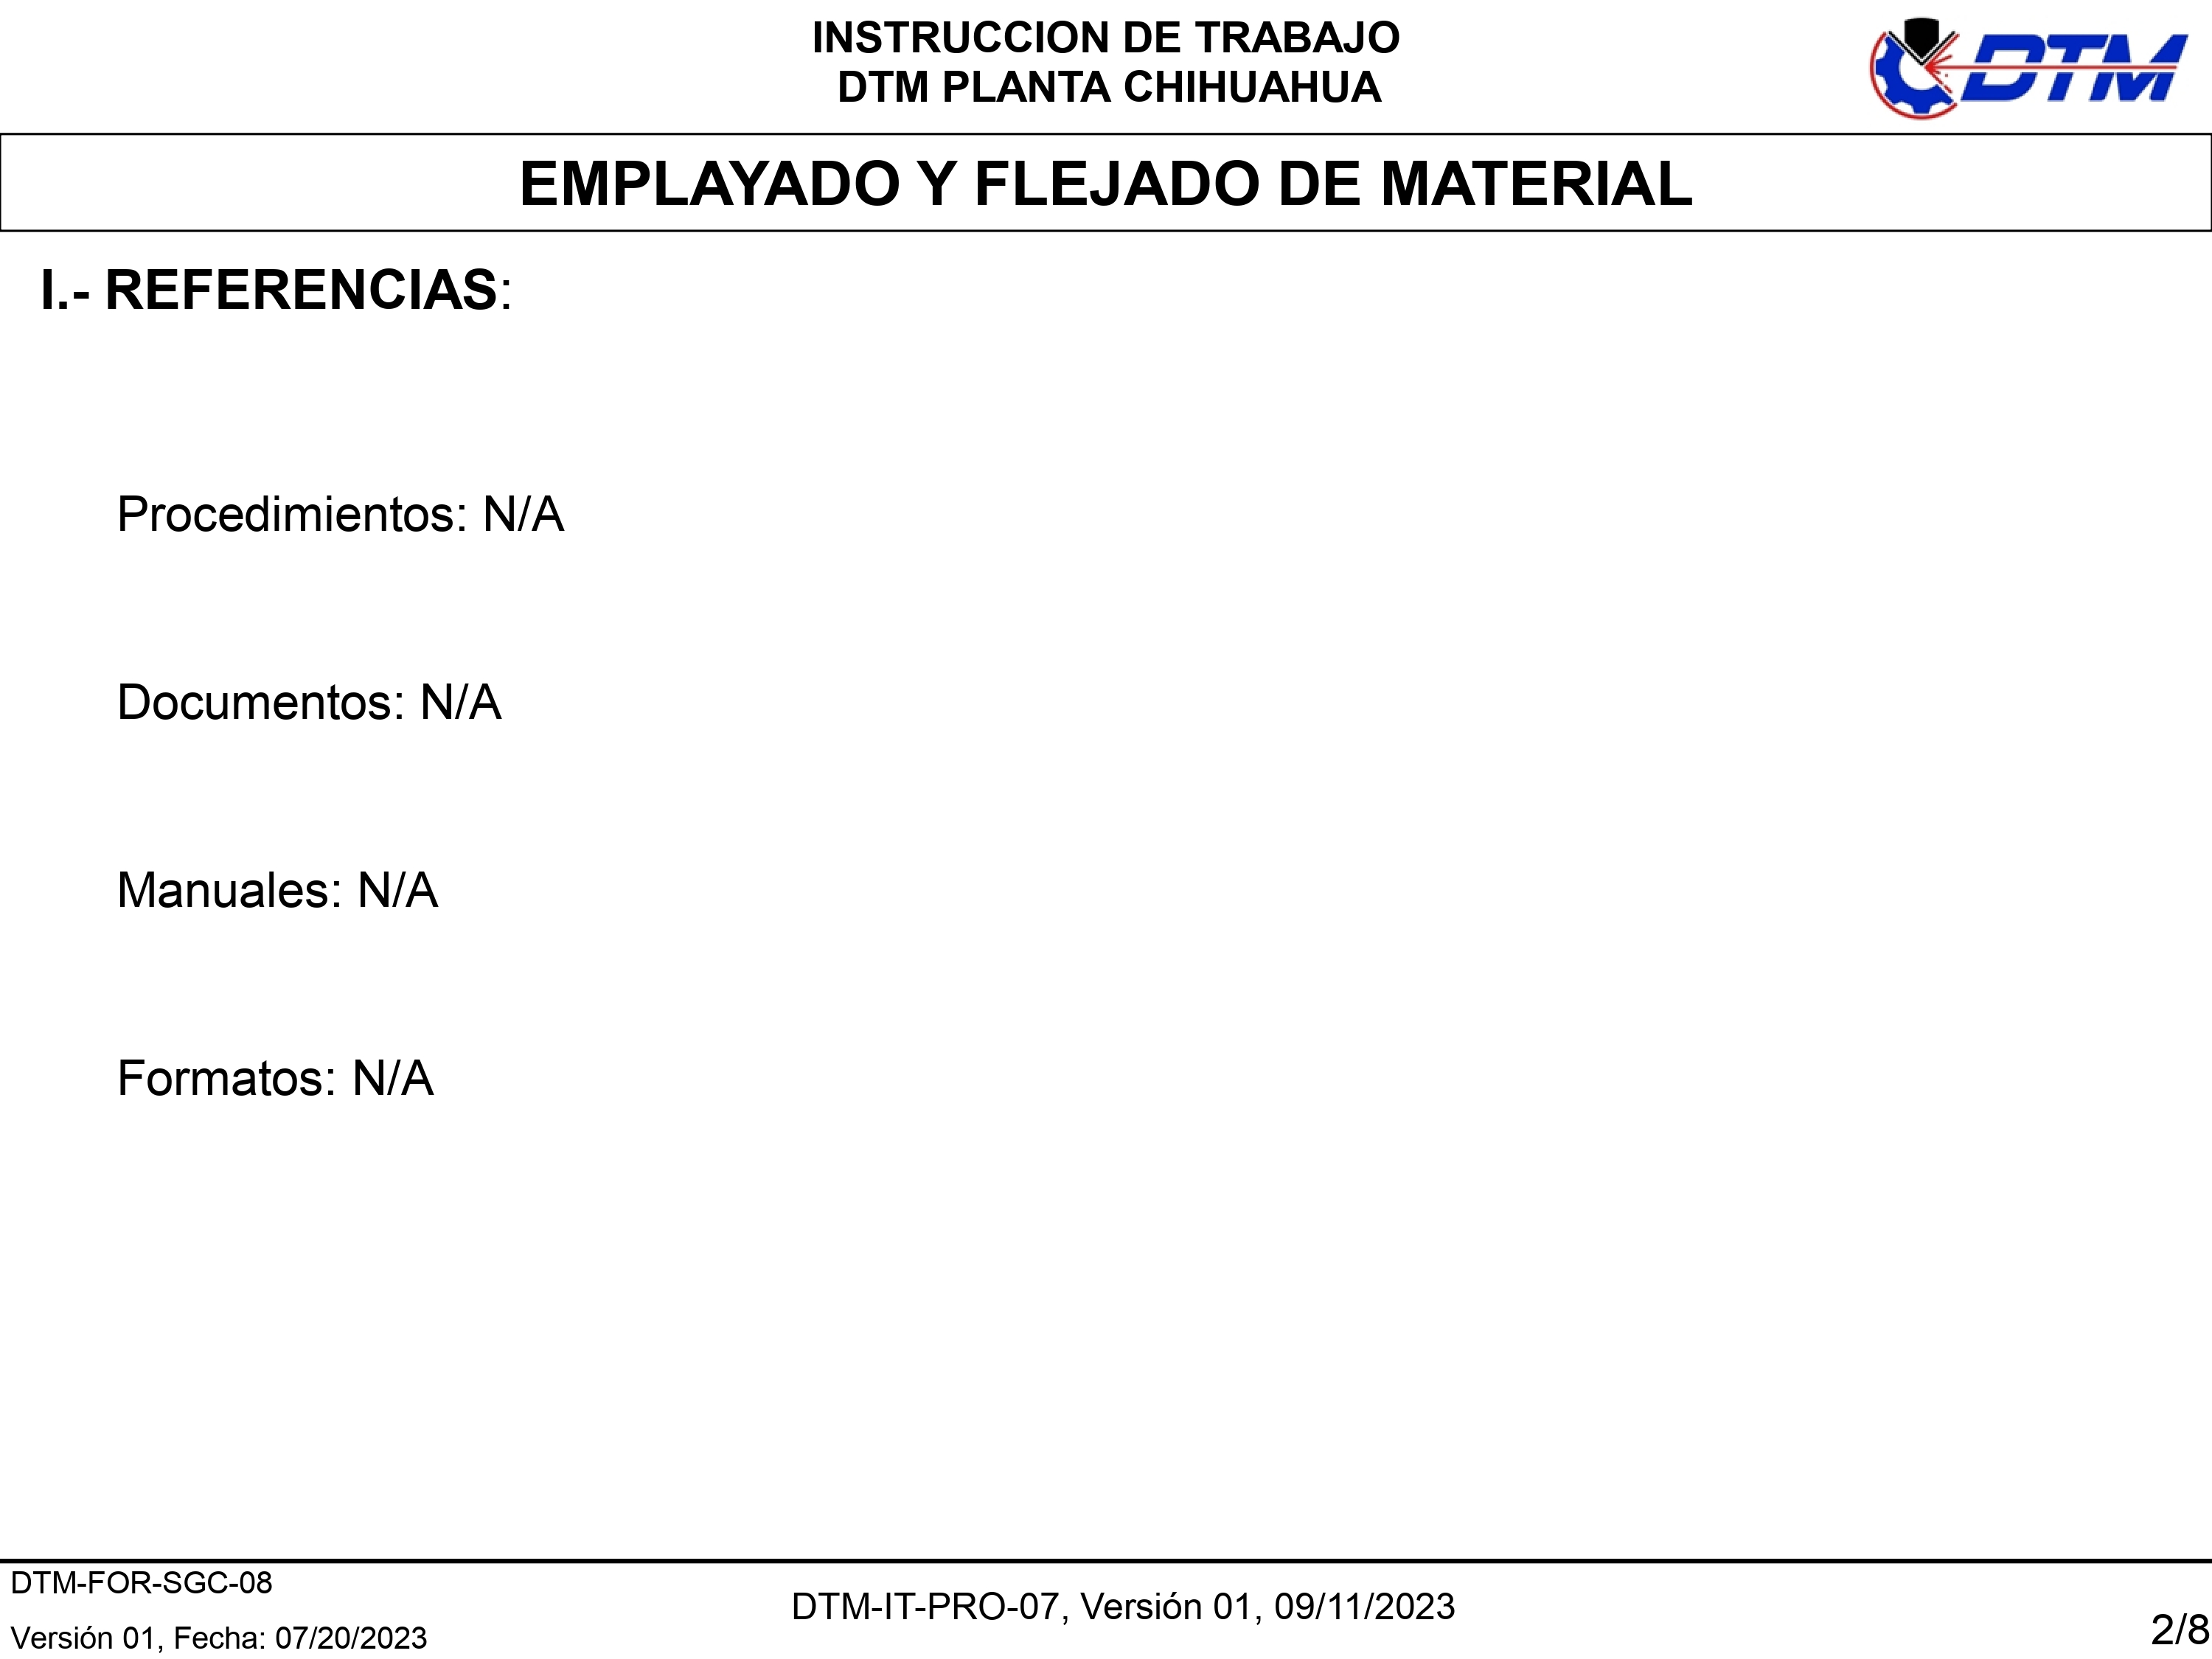 INSTRUCCION DE TRABAJO
DTM PLANTA CHIHUAHUA
DTM
EMPLAYADO Y FLEJADO DE MATERIAL
I.- REFERENCIAS:
Procedimientos: N/A
Documentos: N/A
Manuales: N/A
Formatos: N/A
DTM-FOR-SGC-08
Versión 01, Fecha: 07/20/2023
DTM-IT-PRO-07, Versión 01, 09/11/2023
2/8